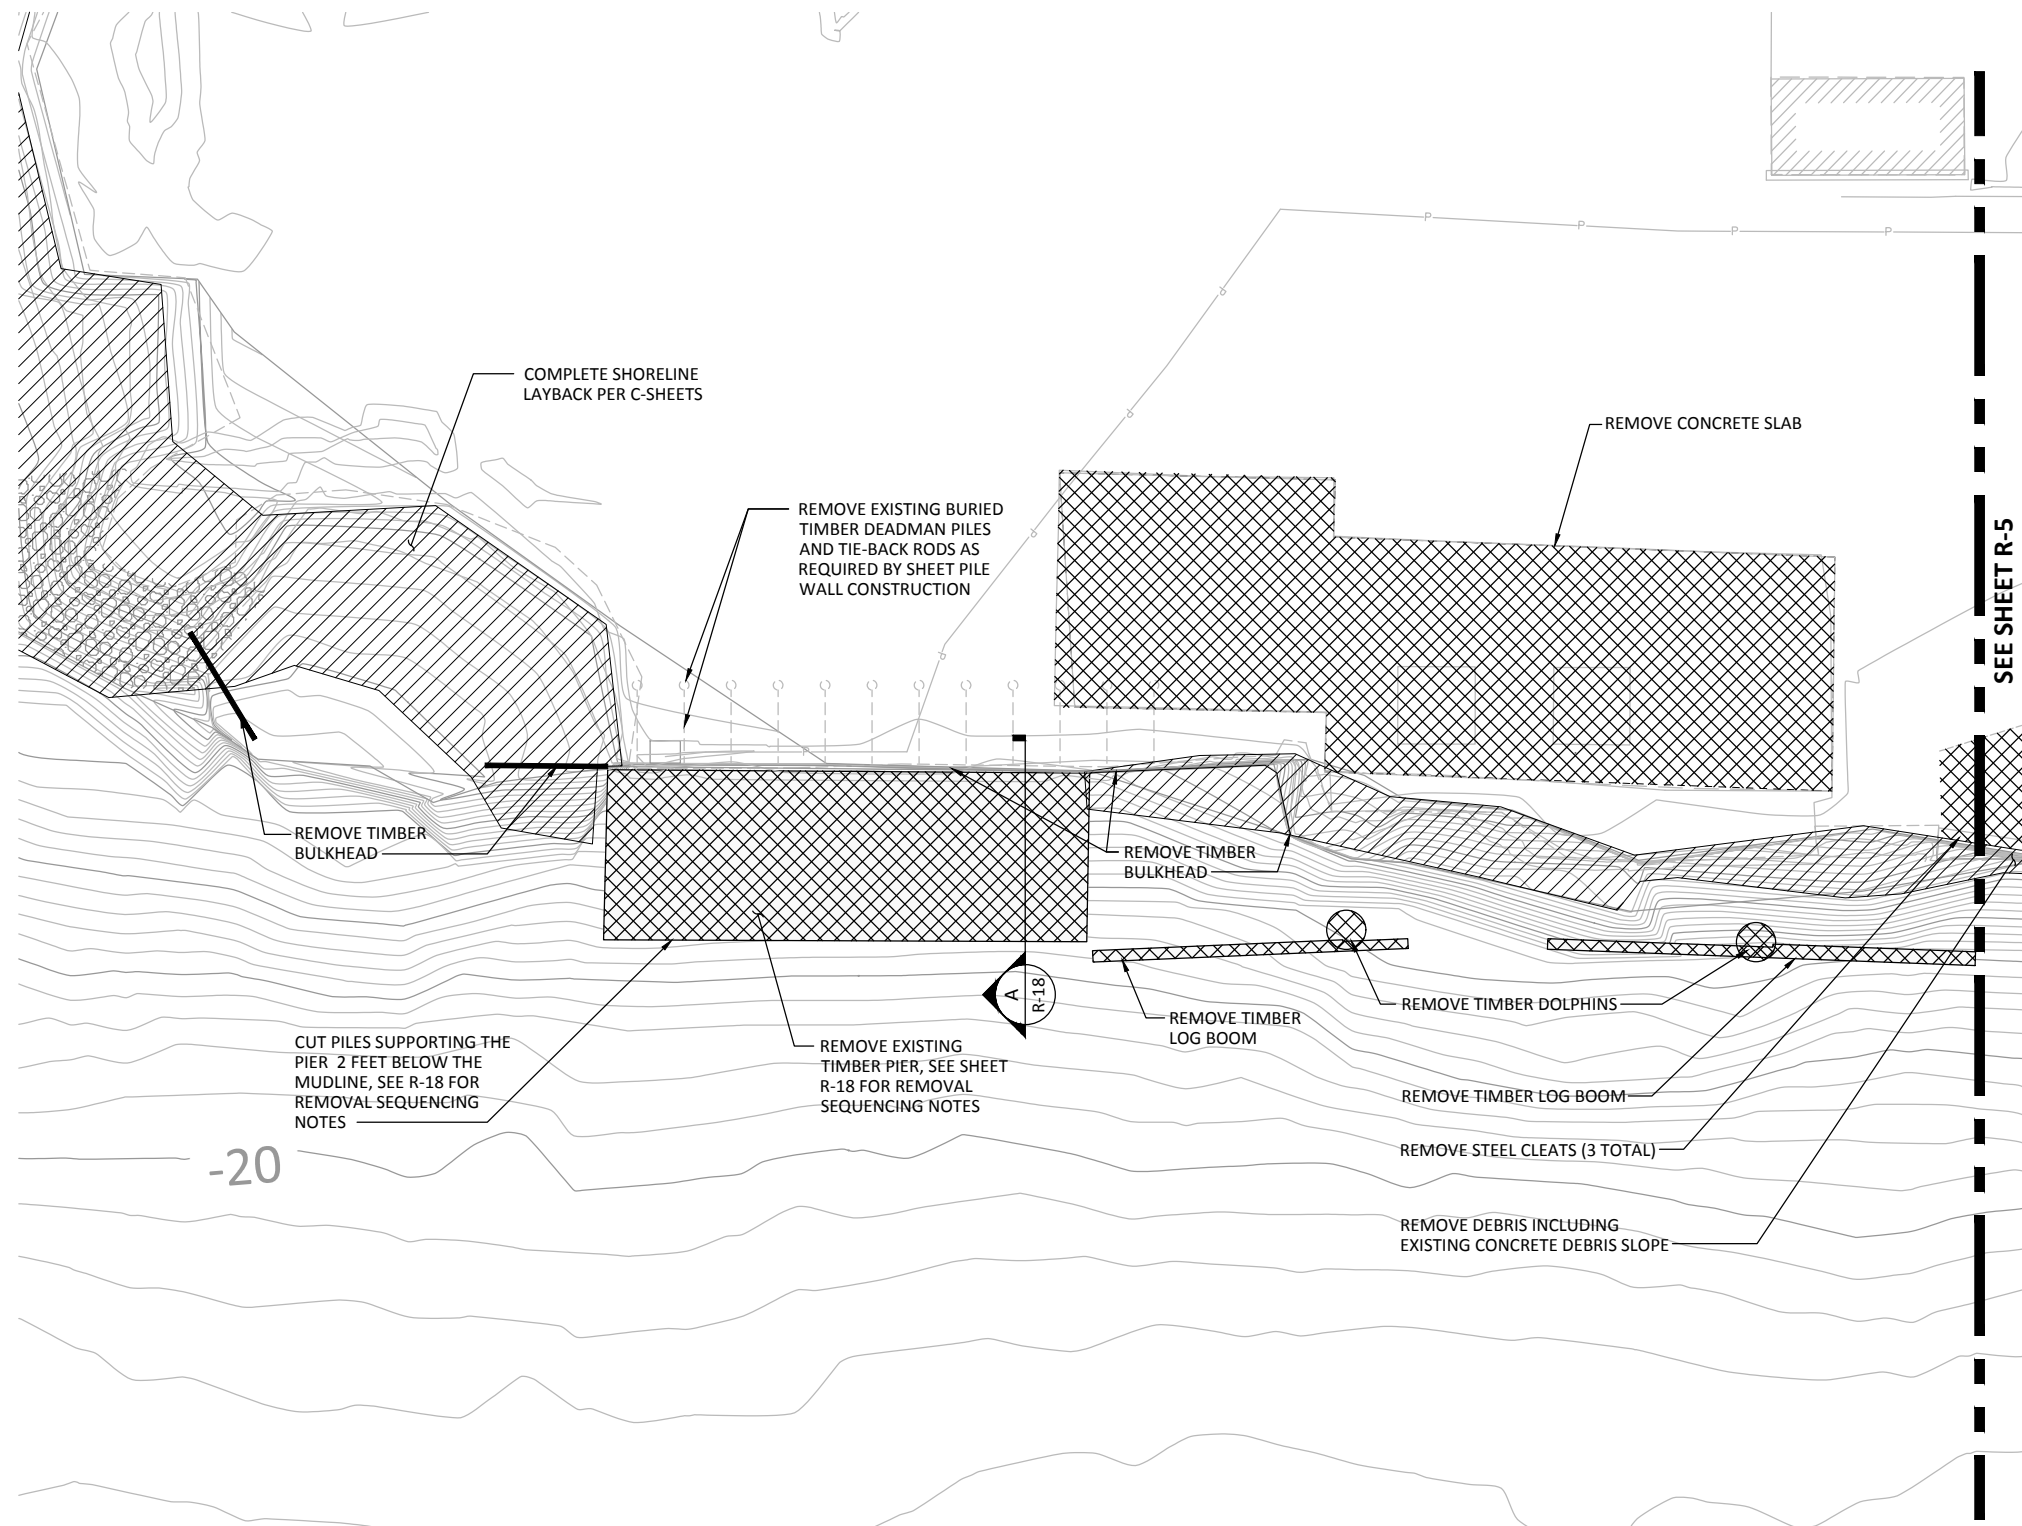 P
P
P
P
COMPLETE SHORELINE
LAYBACK PER C-SHEETS
REMOVE CONCRETE SLAB
REMOVE EXISTING BURIED
TIMBER DEADMAN PILES
AND TIE-BACK RODS AS
REQUIRED BY SHEET PILE
WALL CONSTRUCTION
SEE SHEET R-5
P
P
P
P
P
REMOVE TIMBER
BULKHEAD
REMOVE TIMBER
BULKHEAD
A
R-18
REMOVE TIMBER DOLPHINS
REMOVE TIMBER
LOG BOOM
CUT PILES SUPPORTING THE
PIER 2 FEET BELOW THE
MUDLINE, SEE R-18 FOR
REMOVAL SEQUENCING
NOTES
REMOVE EXISTING
TIMBER PIER, SEE SHEET
R-18 FOR REMOVAL
SEQUENCING NOTES
REMOVE TIMBER LOG BOOM
REMOVE STEEL CLEATS (3 TOTAL)
-20
REMOVE DEBRIS INCLUDING
EXISTING CONCRETE DEBRIS SLOPE